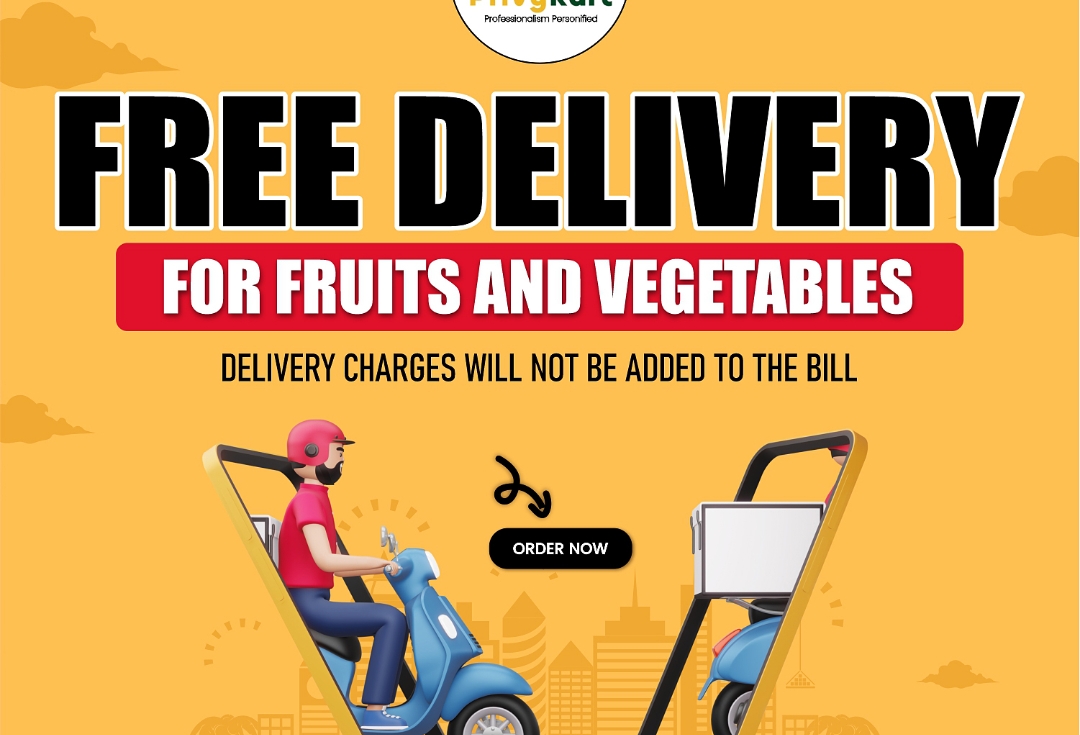 Professionalism Personified
FREE DELIVERY
FOR FRUITS AND VEGETABLES
DELIVERY CHARGES WILL NOT BE ADDED TO THE BILL
ORDER NOW